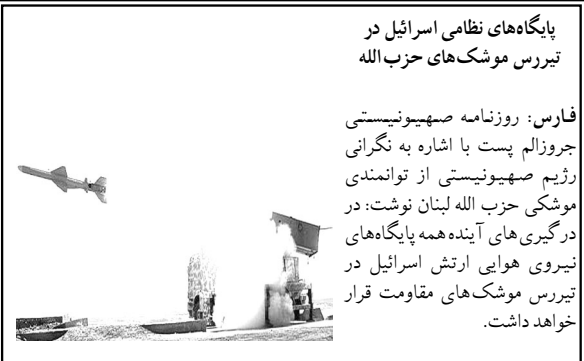 پایگاه‌های نظامی اسرائیل در
تیررس موشک‌های حزب الله
فارس: روزنامه صهیونیستی
جروزالم پست با اشاره به نگرانی
رژیم صهیونیستی از توانمندی
موشکی حزب الله لبنان نوشت: در
درگیری‌های آینده همه پایگاه‌های
نیروی هوایی ارتش اسرائیل در
تیررس موشک‌های مقاومت قرار
خواهد داشت.